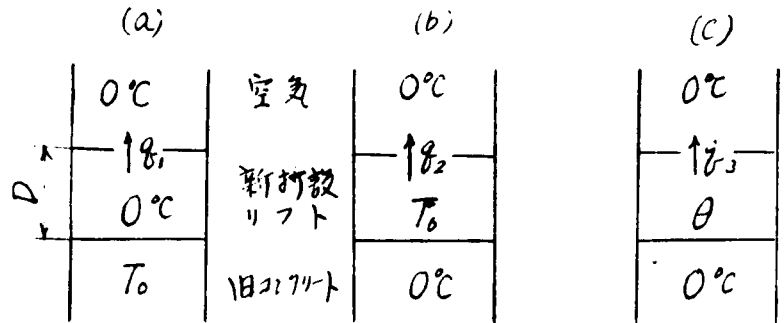 (a) (b) (c)
0℃ 空気 0℃ 0℃
↑q₁ ↑q₂ ↑q₃
D 新打設
0℃ リフト T₀ θ
T₀ 旧コンクリート 0℃ 0℃